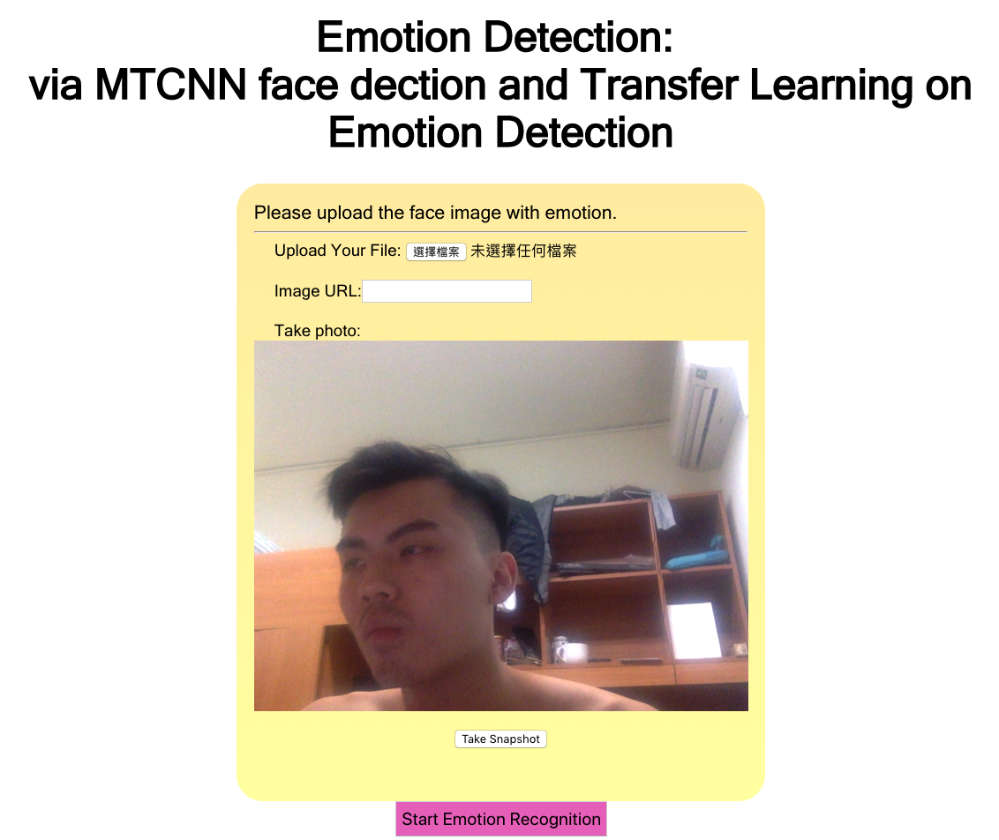 Emotion Detection:
via MTCNN face dection and Transfer Learning on
Emotion Detection
Please upload the face image with emotion.
Upload Your File: 選擇檔案 未選擇任何檔案
Image URL:
Take photo:
Take Snapshot
Start Emotion Recognition